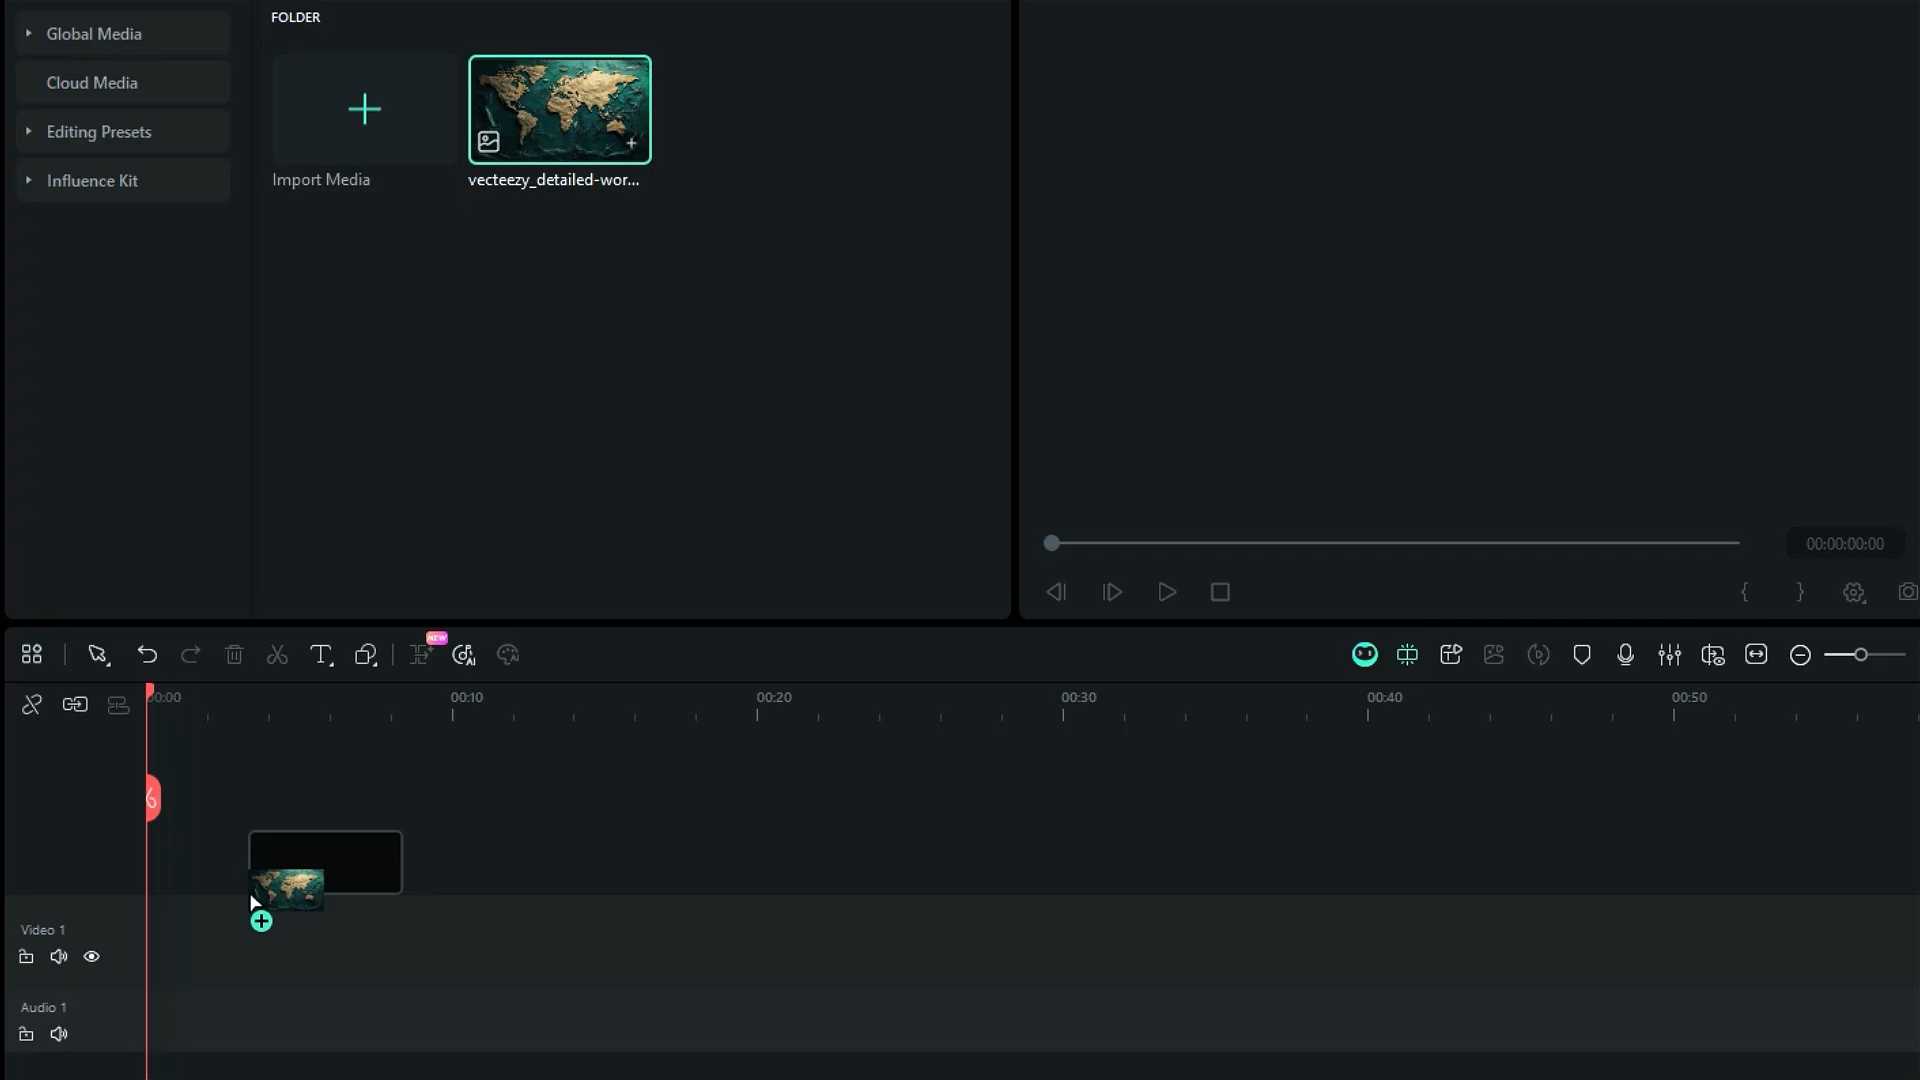 FOLDER
Global Media
Cloud Media
Editing Presets
Influence Kit
Import Media
vecteezy_detailed-wor...
00:00:00:00
{
}
NEW
T
AI
00:00
00:10
00:20
00:30
00:40
00:50
Video 1
Audio 1